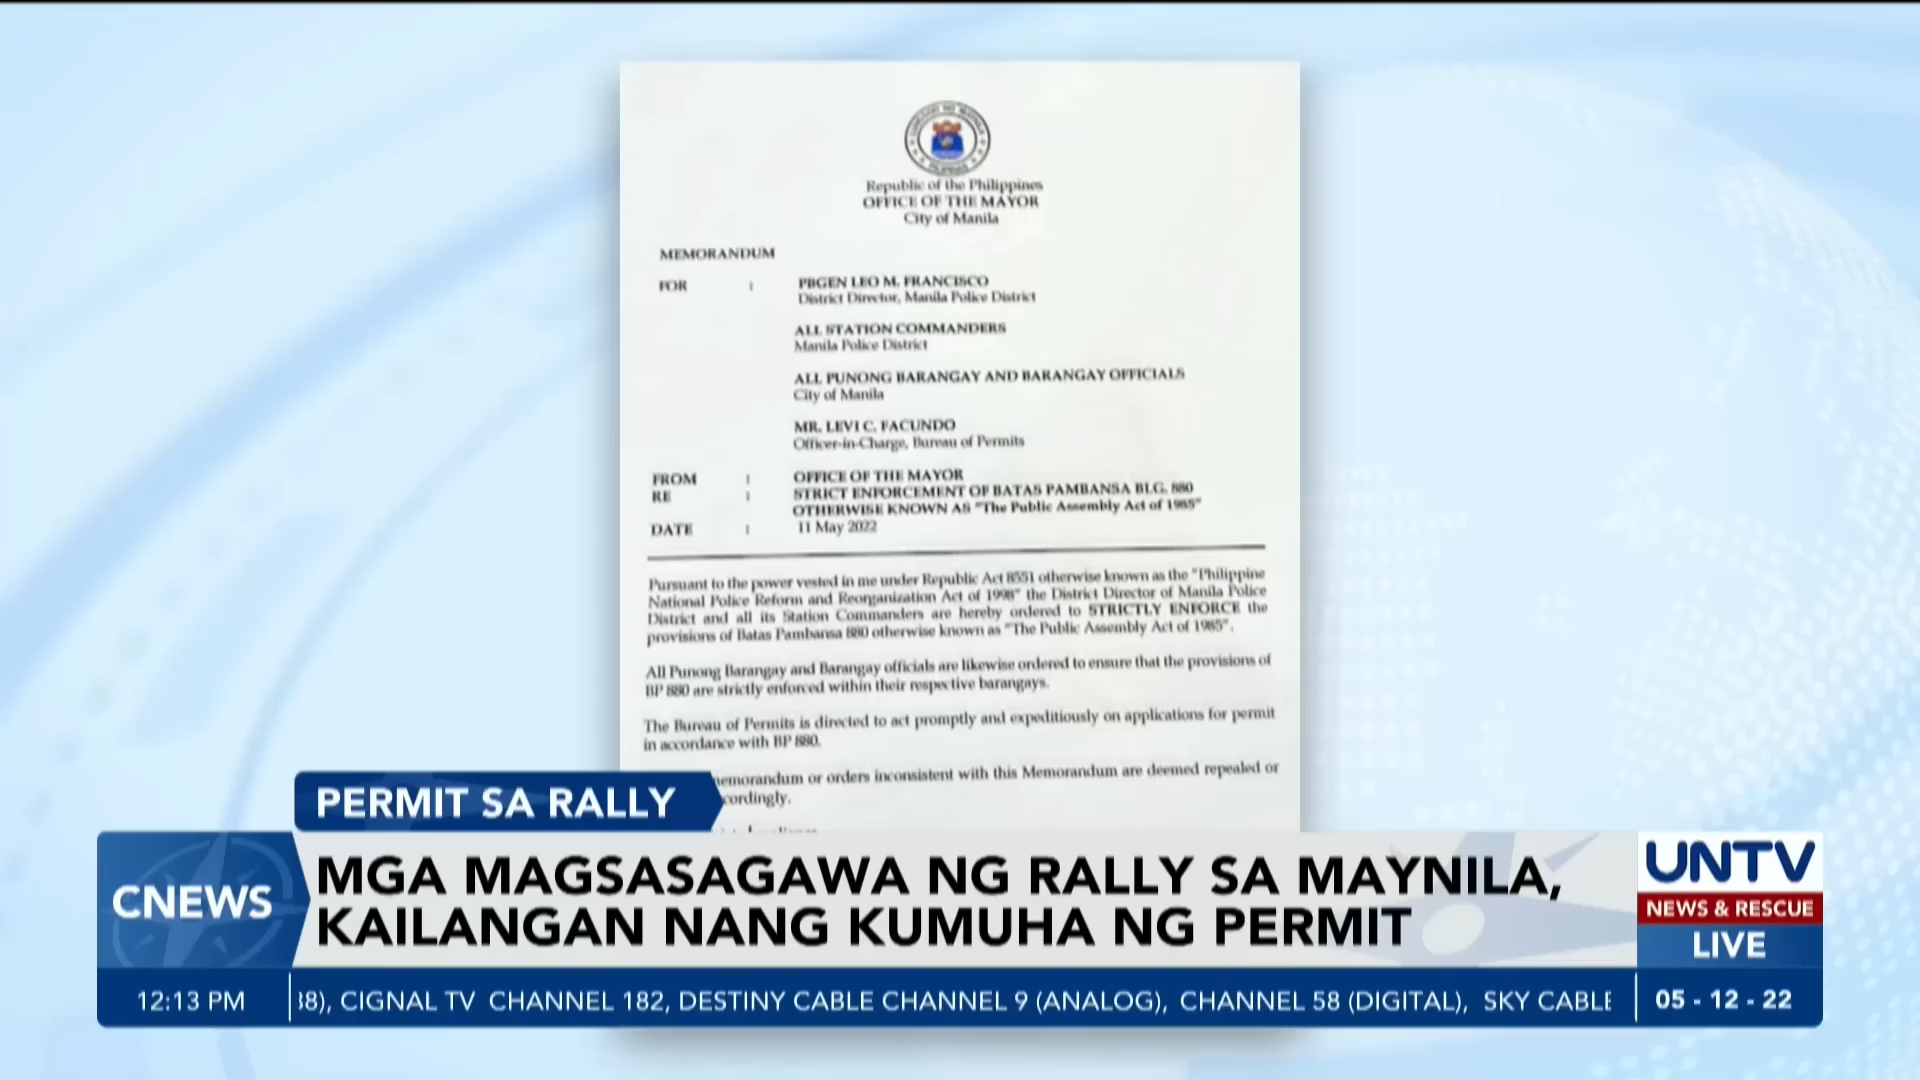 Republic of the Philippines
OFFICE OF THE MAYOR
City of Manila
MEMORANDUM
FOR : PBGEN LEO M. FRANCISCO
District Director, Manila Police District
ALL STATION COMMANDERS
Manila Police District
ALL PUNONG BARANGAY AND BARANGAY OFFICIALS
City of Manila
MR. LEVI C. FACUNDO
Officer-in-Charge, Bureau of Permits
FROM : OFFICE OF THE MAYOR
RE : STRICT ENFORCEMENT OF BATAS PAMBANSA BLG. 880
OTHERWISE KNOWN AS "The Public Assembly Act of 1985"
DATE : 11 May 2022
Pursuant to the power vested in me under Republic Act 8551 otherwise known as the "Philippine
National Police Reform and Reorganization Act of 1998" the District Director of Manila Police
District and all its Station Commanders are hereby ordered to STRICTLY ENFORCE the
provisions of Batas Pambansa 880 otherwise known as "The Public Assembly Act of 1985".
All Punong Barangay and Barangay officials are likewise ordered to ensure that the provisions of
BP 880 are strictly enforced within their respective barangays.
The Bureau of Permits is directed to act promptly and expeditiously on applications for permit
in accordance with BP 880.
emorandum or orders inconsistent with this Memorandum are deemed repealed or
cordingly.
PERMIT SA RALLY
CNEWS
MGA MAGSASAGAWA NG RALLY SA MAYNILA,
KAILANGAN NANG KUMUHA NG PERMIT
UNTV
NEWS & RESCUE
LIVE
12:13 PM
38), CIGNAL TV CHANNEL 182, DESTINY CABLE CHANNEL 9 (ANALOG), CHANNEL 58 (DIGITAL), SKY CABLE
05 - 12 - 22